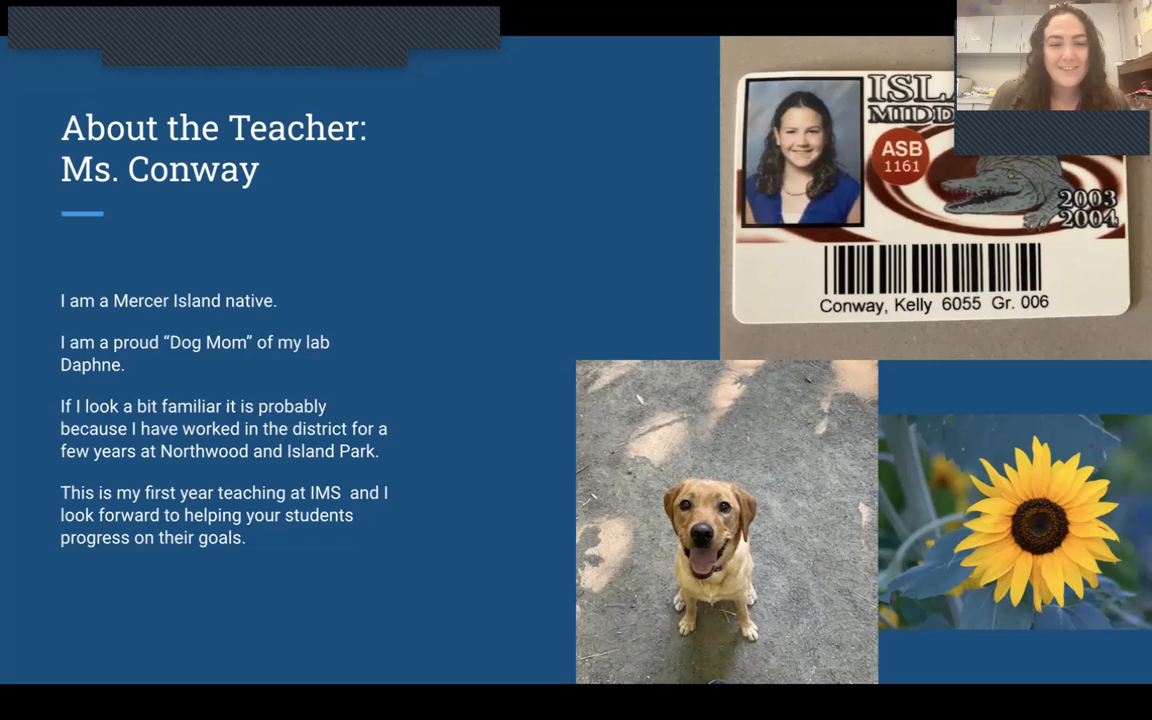 About the Teacher:
Ms. Conway
I am a Mercer Island native.
I am a proud “Dog Mom” of my lab
Daphne.
If I look a bit familiar it is probably
because I have worked in the district for a
few years at Northwood and Island Park.
This is my first year teaching at IMS  and I
look forward to helping your students
progress on their goals.
ISL
MIDD
ASB
1161
2003
2004
Conway, Kelly 6055 Gr. 006